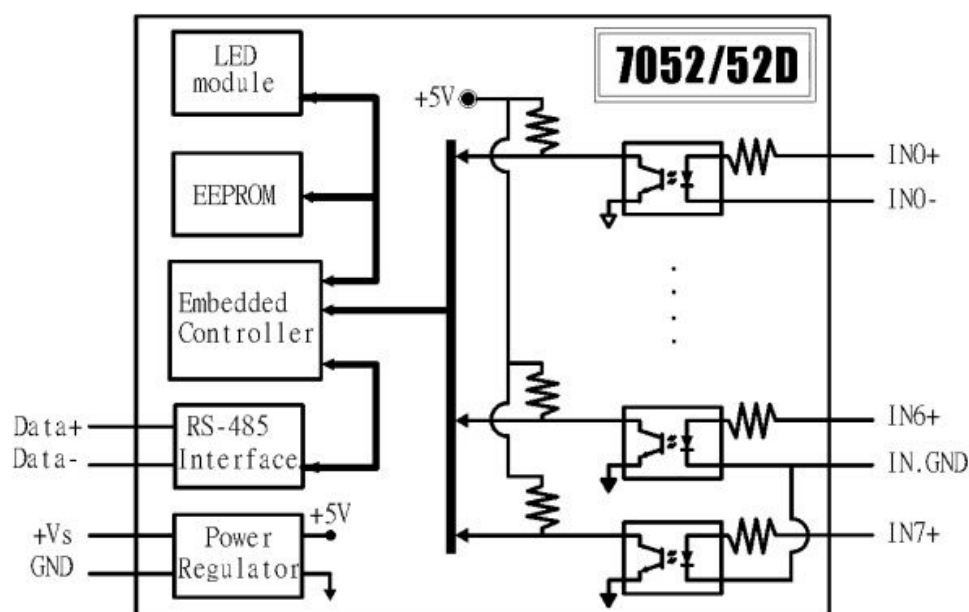 LED
module
7052/52D
+5V
IN0+
EEPROM
IN0-
Embedded
Controller
Data+
RS-485
Interface
Data-
IN6+
IN.GND
+5V
+Vs
Power
Regulator
GND
IN7+